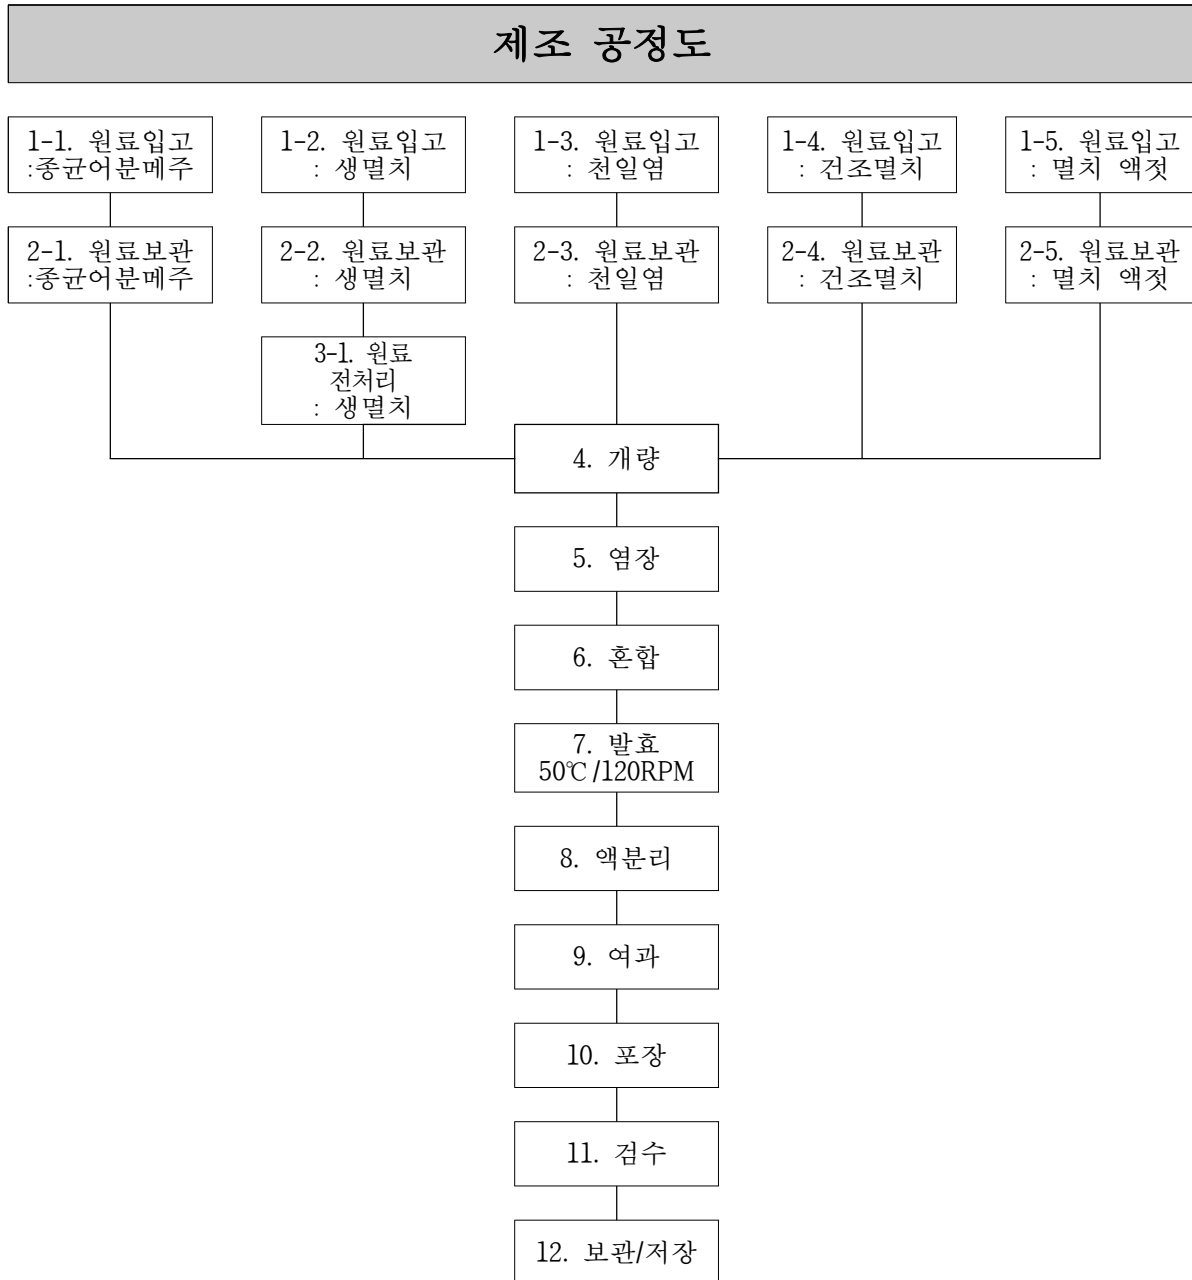 제조 공정도
1-1. 원료입고
:종균어분메주
1-2. 원료입고
: 생멸치
1-3. 원료입고
: 천일염
1-4. 원료입고
: 건조멸치
1-5. 원료입고
: 멸치 액젓
2-1. 원료보관
:종균어분메주
2-2. 원료보관
: 생멸치
2-3. 원료보관
: 천일염
2-4. 원료보관
: 건조멸치
2-5. 원료보관
: 멸치 액젓
3-1. 원료
전처리
: 생멸치
4. 개량
5. 염장
6. 혼합
7. 발효
50℃/120RPM
8. 액분리
9. 여과
10. 포장
11. 검수
12. 보관/저장